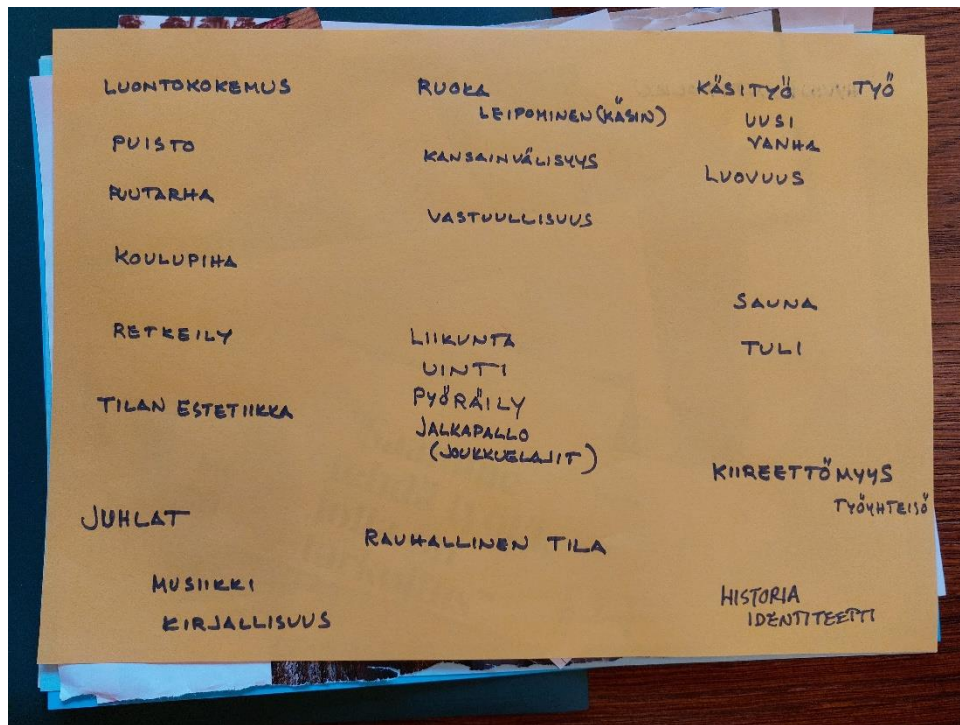 LUONTOKOKEMUS
PUISTO
PUUTARHA
KOULUPIHA
RETKEILY
TILAN ESTETIIKKA
JUHLAT
MUSIIKKI
KIRJALLISUUS
RUOKA
LEIPOMINEN (KÄSIN)
KANSAINVÄLISYYS
VASTUULLISUUS
LIIKUNTA
UINTI
PYÖRÄILY
JALKAPALLO
(JOUKKUELAJIT)
RAUHALLINEN TILA
KÄSITYÖ TYÖ
UUSI
VANHA
LUOVUUS
SAUNA
TULI
KIIREETTÖMYYS
TYÖYHTEISÖ
HISTORIA
IDENTITEETTI